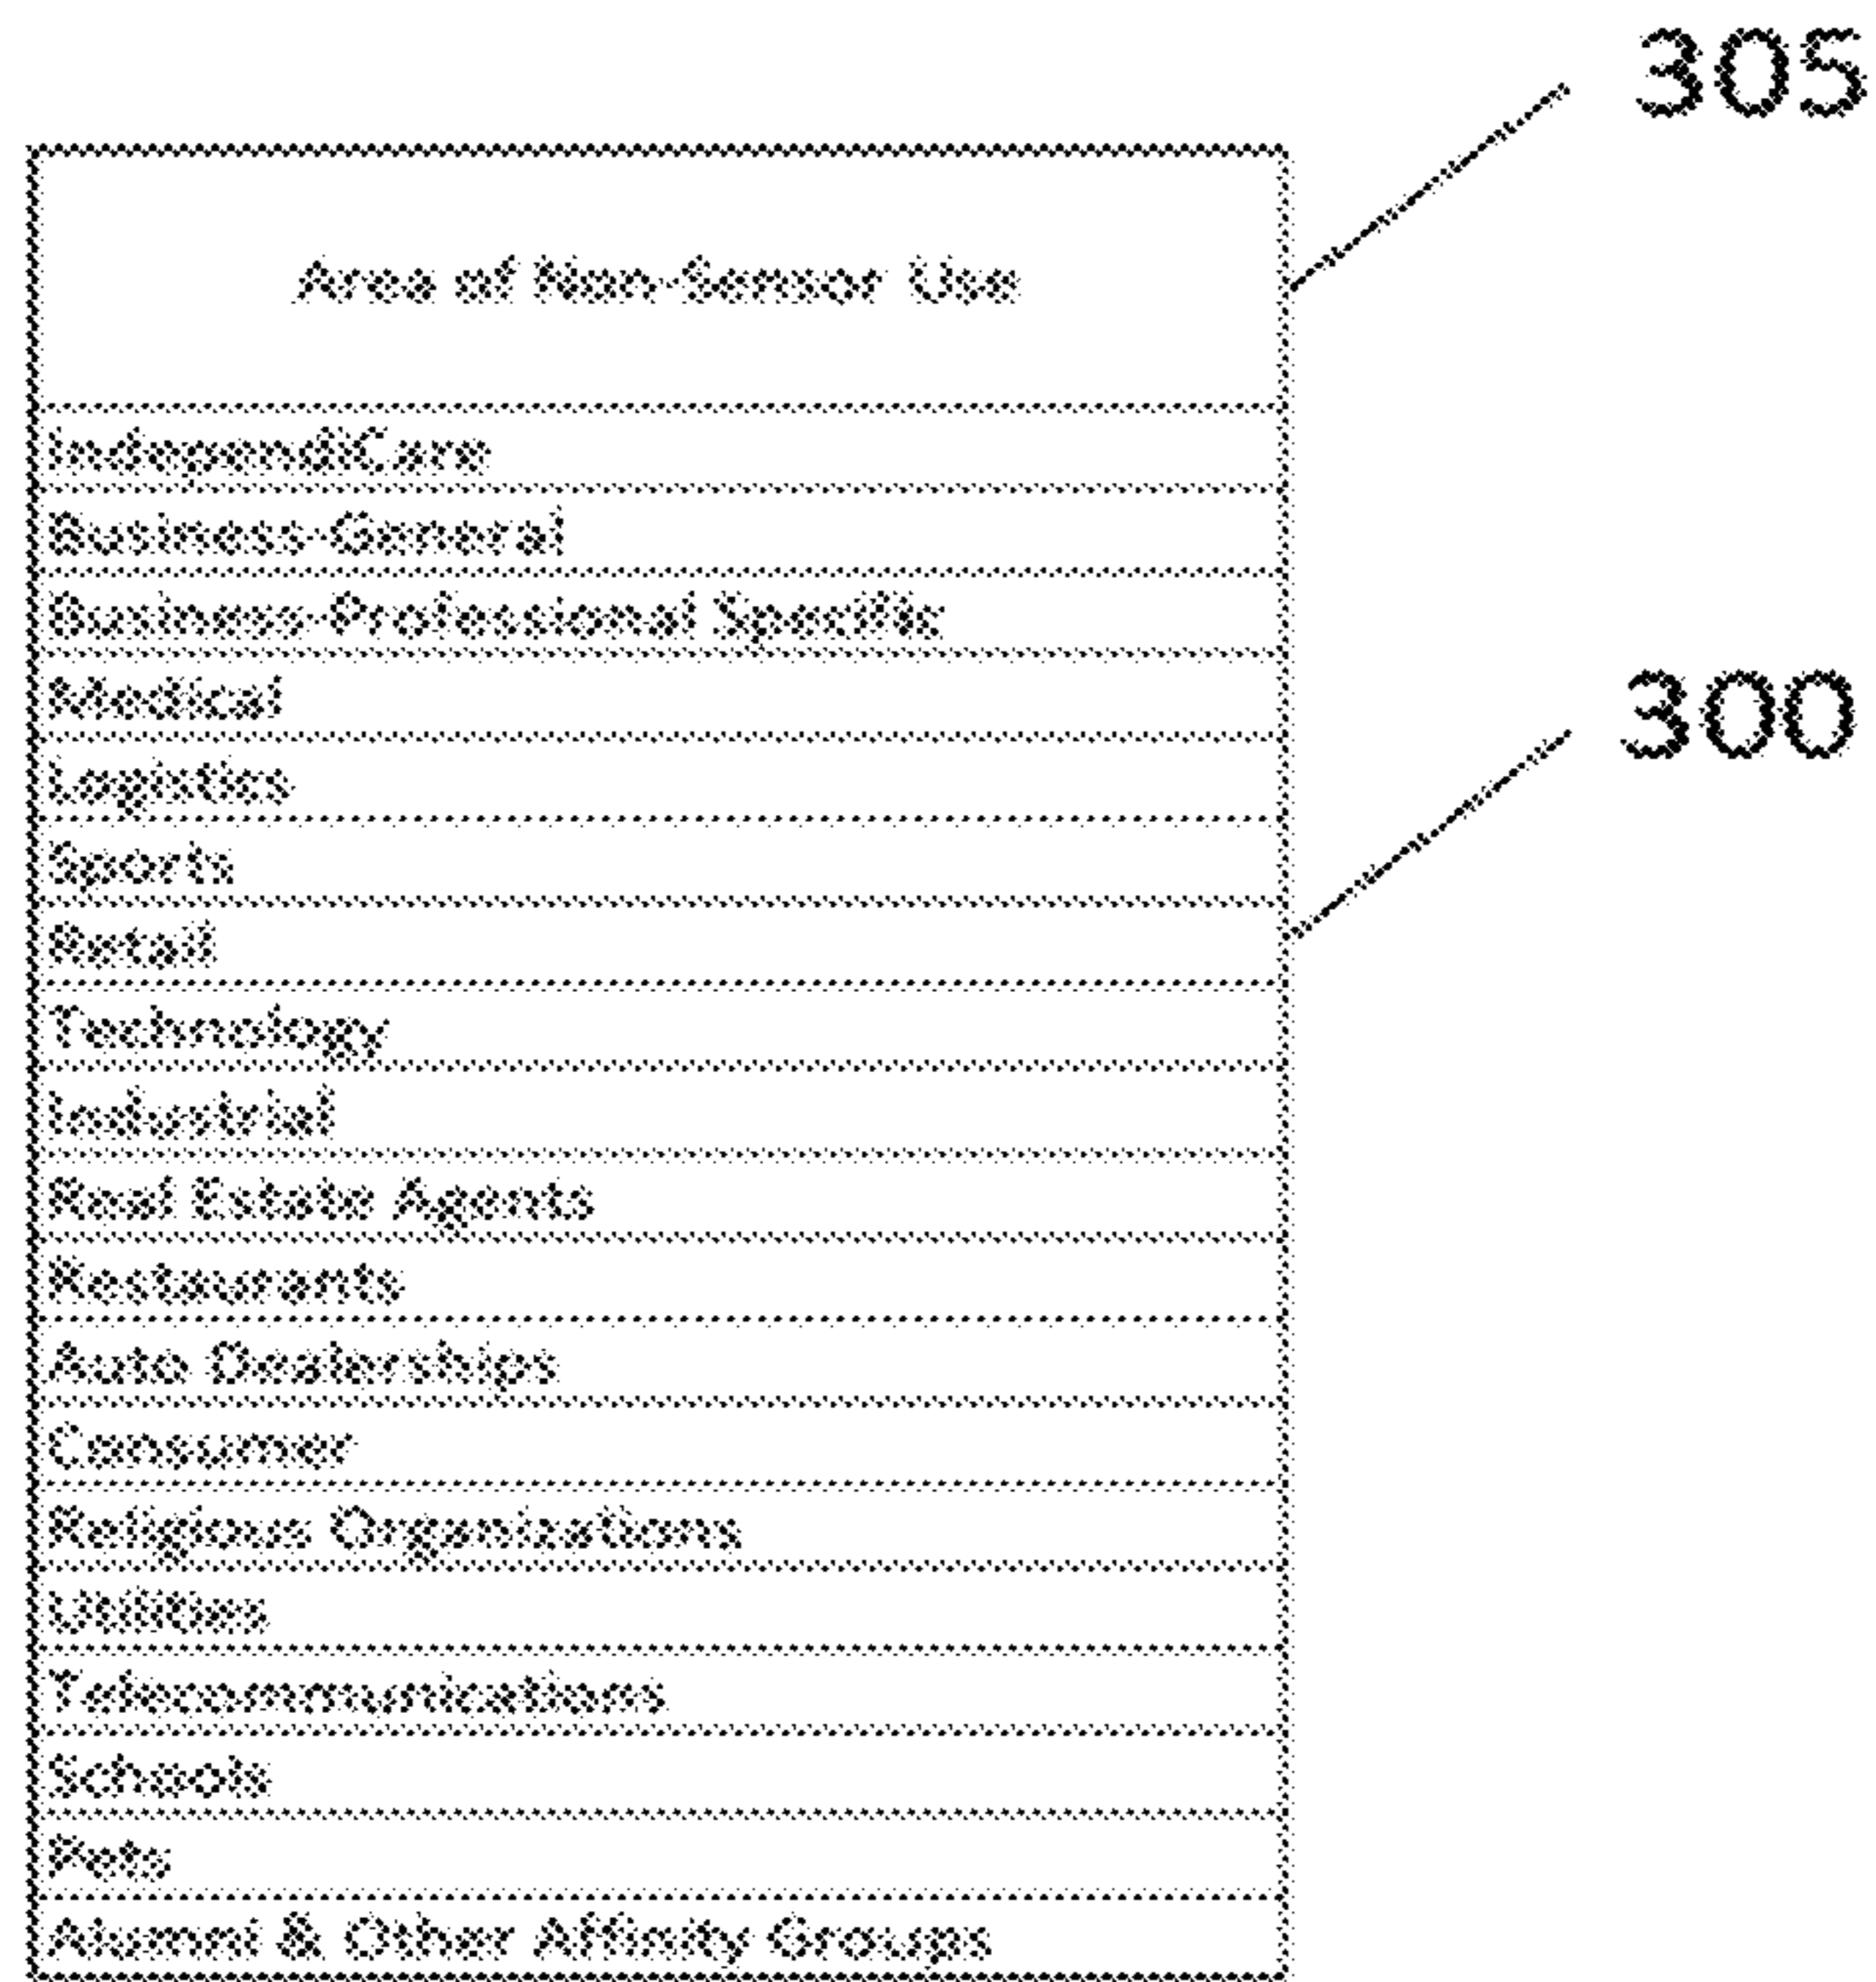 305
Area of Non-Sensor Use
IndependiCare
Business-General
Business-Professional Specific
Medical
300
Logistics
Sports
Retail
Technology
Industrial
Real Estate Agents
Restaurants
Auto Dealerships
Consumer
Religious Organizations
Utilities
Telecommunications
Schools
Pets
Alumni & Other Affinity Groups